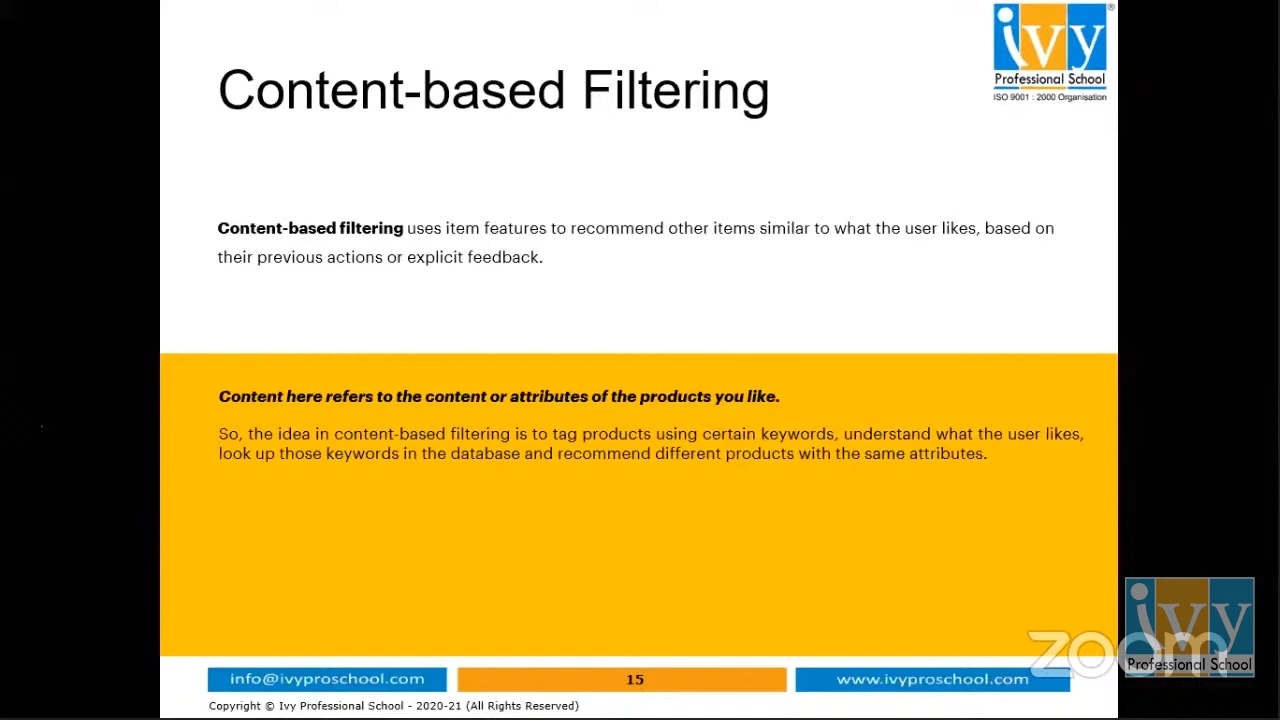 ivy
®
Professional School
ISO 9001 : 2000 Organisation
Content-based Filtering
Content-based filtering uses item features to recommend other items similar to what the user likes, based on
their previous actions or explicit feedback.
Content here refers to the content or attributes of the products you like.
So, the idea in content-based filtering is to tag products using certain keywords, understand what the user likes,
look up those keywords in the database and recommend different products with the same attributes.
ivy
zoom
Professional School
info@ivyproschool.com
15
www.ivyproschool.com
Copyright © Ivy Professional School - 2020-21 (All Rights Reserved)